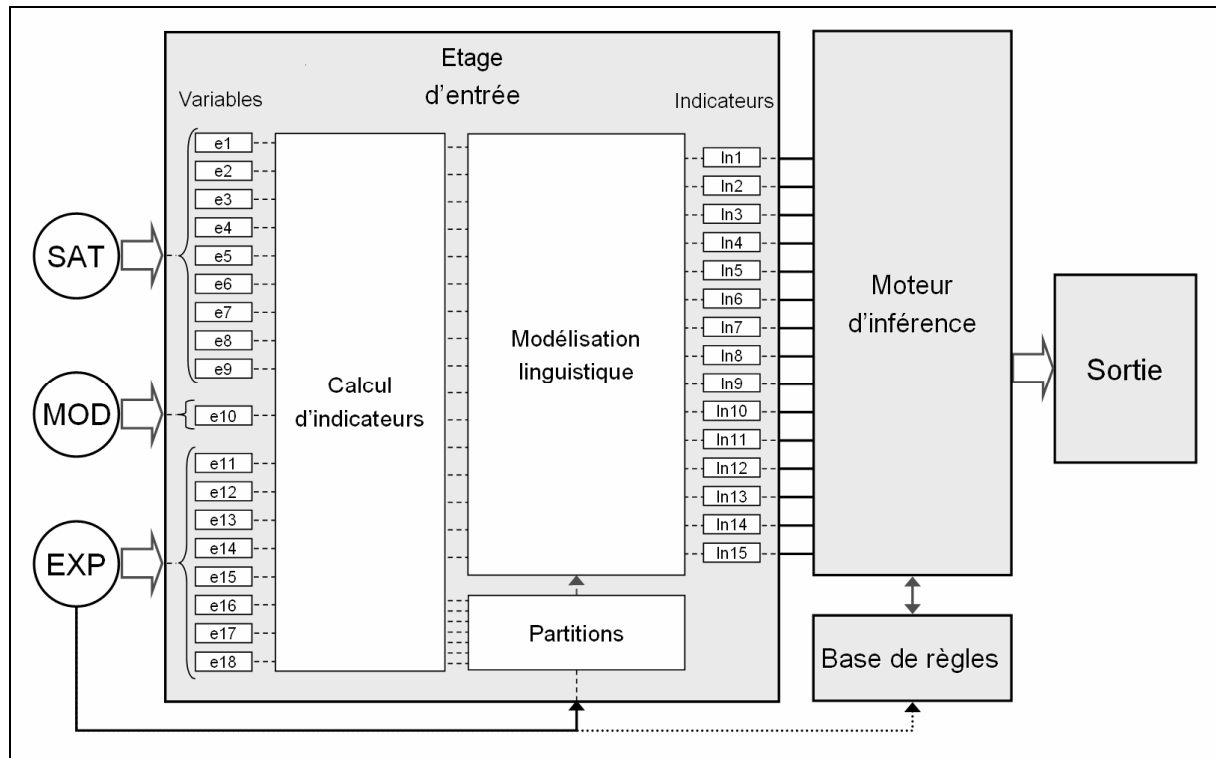 Etage
d'entrée
Variables
Indicateurs
SAT
MOD
EXP
e1
e2
e3
e4
e5
e6
e7
e8
e9
e10
e11
e12
e13
e14
e15
e16
e17
e18
Calcul
d'indicateurs
Modélisation
linguistique
Partitions
In1
In2
In3
In4
In5
In6
In7
In8
In9
In10
In11
In12
In13
In14
In15
Moteur
d'inférence
Base de règles
Sortie